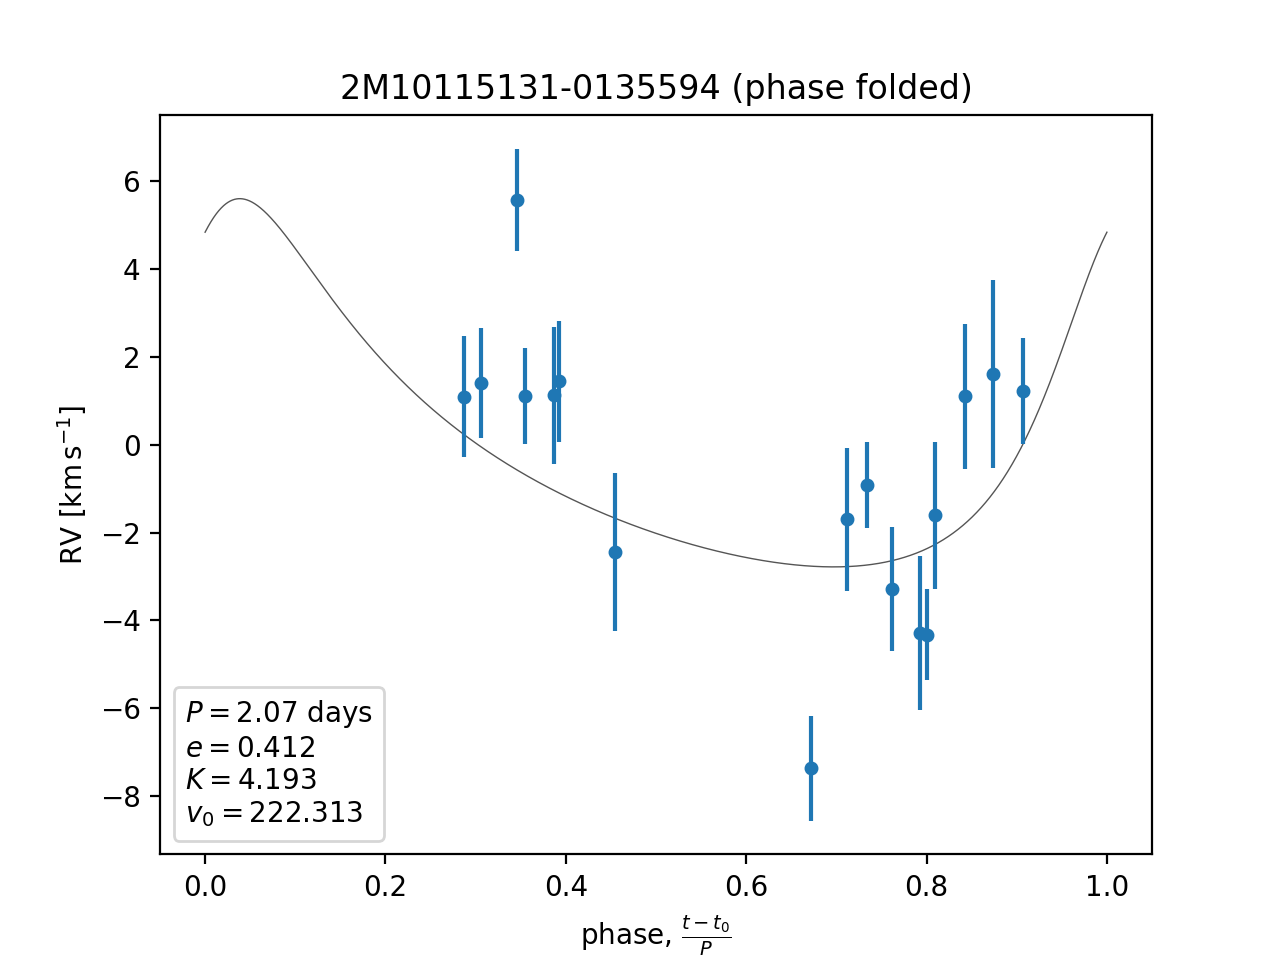 2M10115131-0135594 (phase folded)
6
4
2
0
−2
−4
−6
−8
RV [km s⁻¹]
P = 2.07 days
e = 0.412
K = 4.193
v₀ = 222.313
0.0 0.2 0.4 0.6 0.8 1.0
phase, (t − t₀)/P